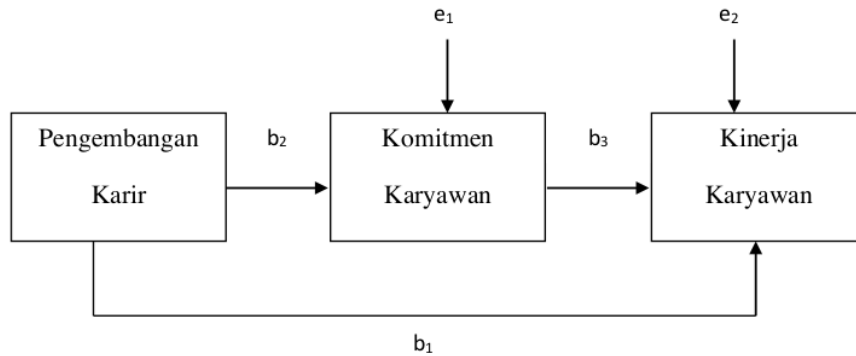 e₁
e₂
Pengembangan
Karir
b₂
Komitmen
Karyawan
b₃
Kinerja
Karyawan
b₁